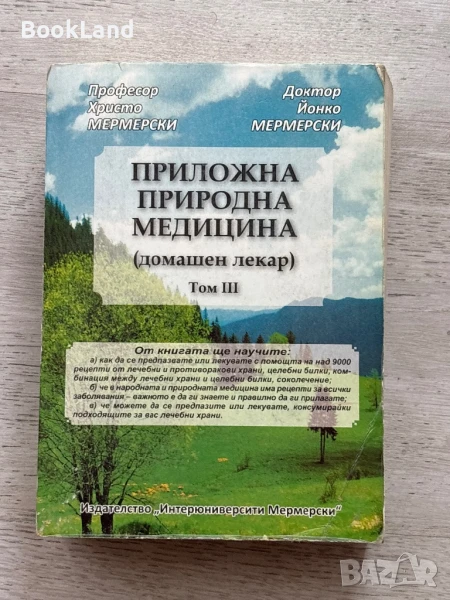 BookLand
Професор
Христо
МЕРМЕРСКИ
Доктор
Йонко
МЕРМЕРСКИ
ПРИЛОЖНА
ПРИРОДНА
МЕДИЦИНА
(домашен лекар)
Том III
От книгата ще научите:
а) как да се предпазвате или лекувате с помощта на над 9000
рецепти от лечебни и противоракови храни, целебни билки, ком-
бинация между лечебни храни и целебни билки, соколечение;
б) че в народната и природната медицина има рецепти за всички
заболявания – важното е да ги знаете и правилно да ги прилагате;
в) че можете да се предпазите или лекувате, консумирайки
подходящите за вас лечебни храни.
Издателство „Интерюнивърсити Мермерски"
BAZAR
bg